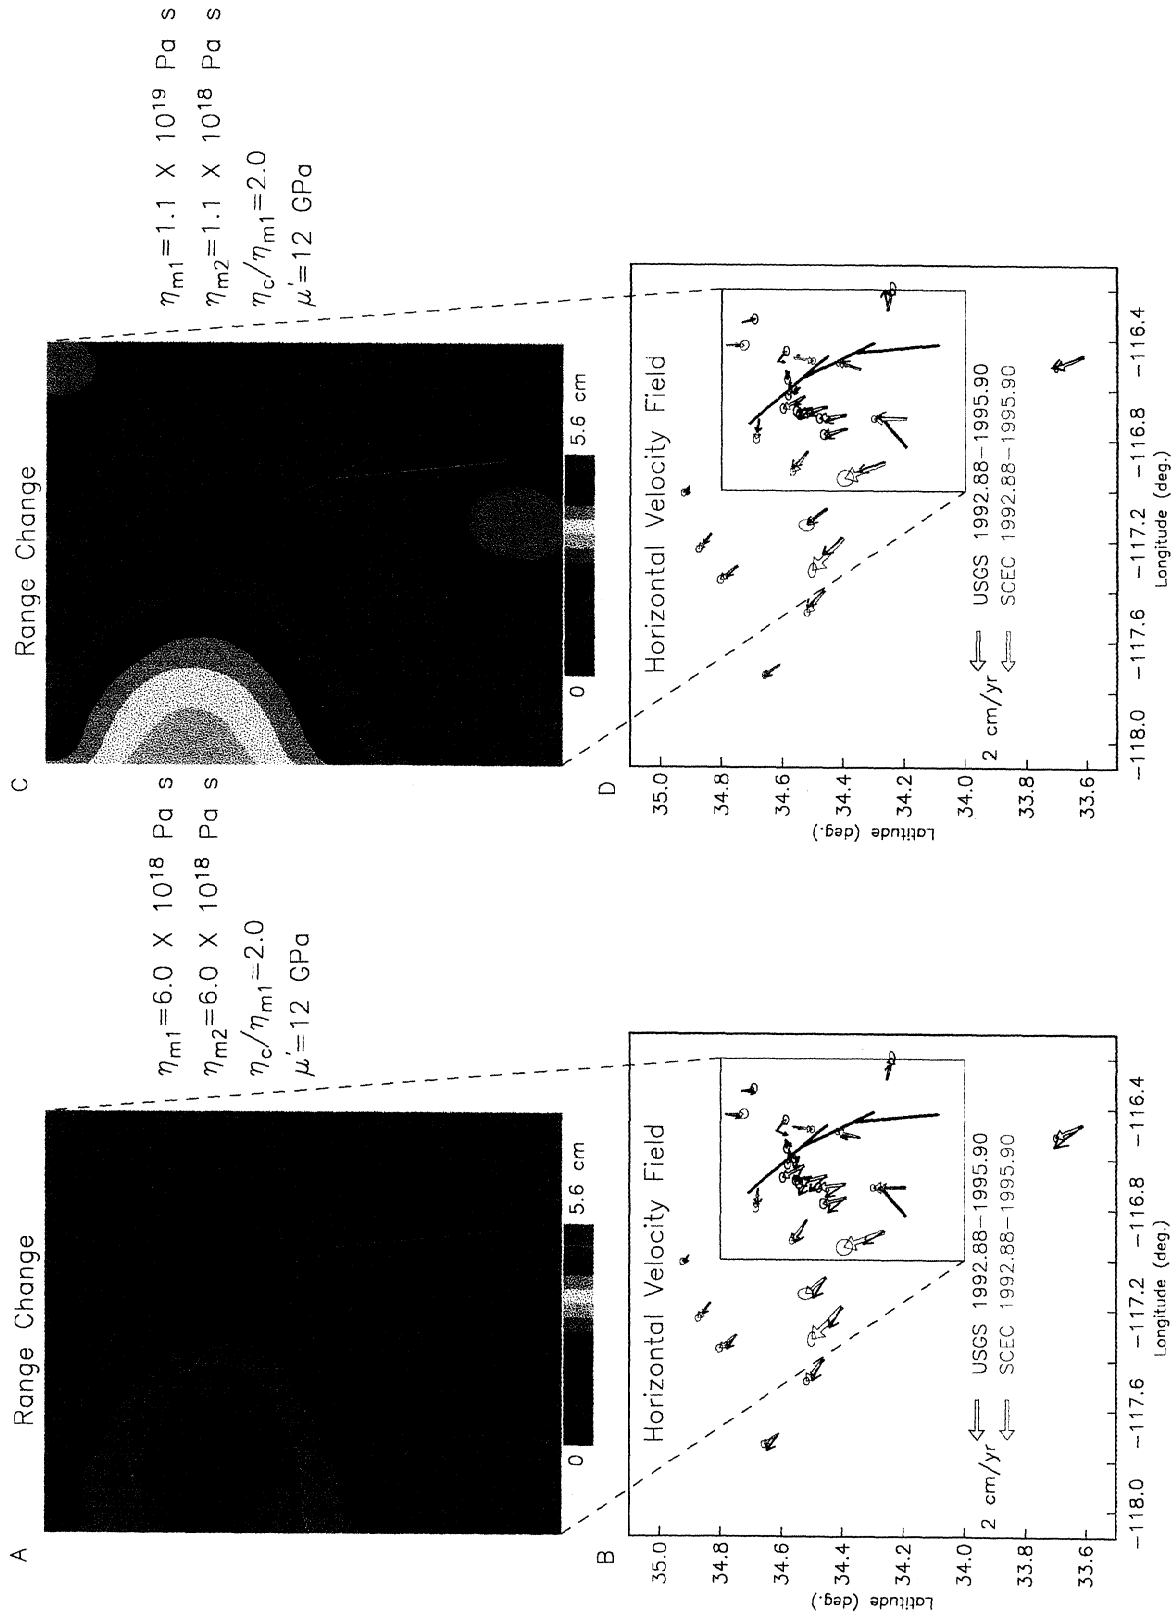 A
Range Change
η_m1=6.0 X 10^18 Pa s
η_m2=6.0 X 10^18 Pa s
η_c/η_m1=2.0
μ'=12 GPa
0
5.6 cm
B
Horizontal Velocity Field
2 cm/yr
USGS 1992.88-1995.90
SCEC 1992.88-1995.90
35.0
34.8
34.6
34.4
34.2
34.0
33.8
33.6
Latitude (deg.)
-118.0
-117.6
-117.2
-116.8
-116.4
Longitude (deg.)
C
Range Change
η_m1=1.1 X 10^19 Pa s
η_m2=1.1 X 10^18 Pa s
η_c/η_m1=2.0
μ'=12 GPa
0
5.6 cm
D
Horizontal Velocity Field
2 cm/yr
USGS 1992.88-1995.90
SCEC 1992.88-1995.90
35.0
34.8
34.6
34.4
34.2
34.0
33.8
33.6
Latitude (deg.)
-118.0
-117.6
-117.2
-116.8
-116.4
Longitude (deg.)